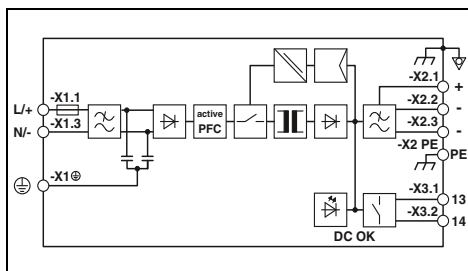 L/+
-X1.1
N/-
-X1.3
-X1
active
PFC
-X2.1
+
-X2.2
-
-X2.3
-
-X2 PE
PE
-X3.1
13
-X3.2
14
DC OK